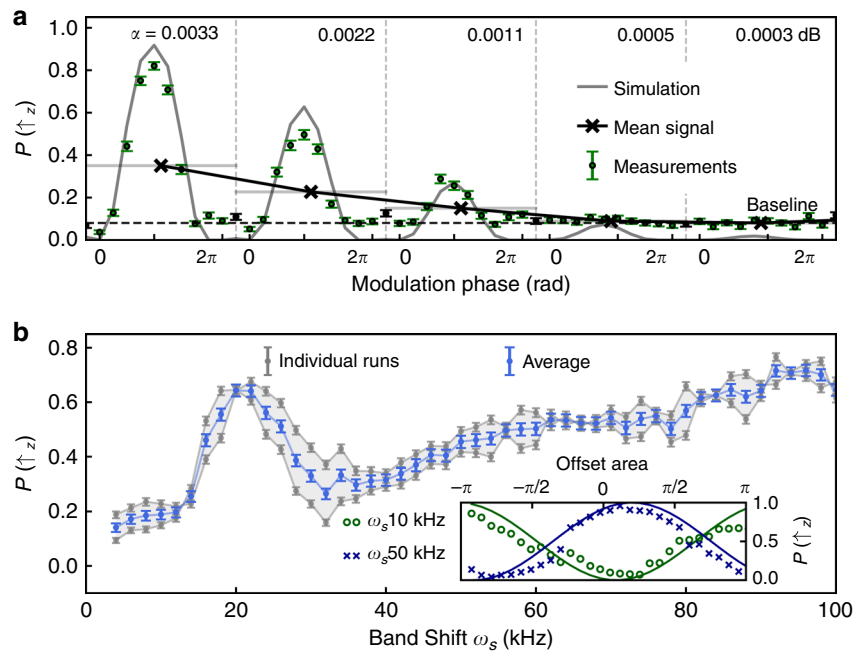 a
α = 0.0033 0.0022 0.0011 0.0005 0.0003 dB
1.0
0.8
0.6
0.4
0.2
0.0
P (↑z)
Simulation
Mean signal
Measurements
Baseline
0 2π 0 2π 0 2π 0 2π 0 2π
Modulation phase (rad)
b
0.8
0.6
0.4
0.2
0.0
P (↑z)
Individual runs Average
Offset area
−π −π/2 0 π/2 π
ωs10 kHz
ωs50 kHz
1.0
0.5
0.0
P (↑z)
0 20 40 60 80 100
Band Shift ωs (kHz)